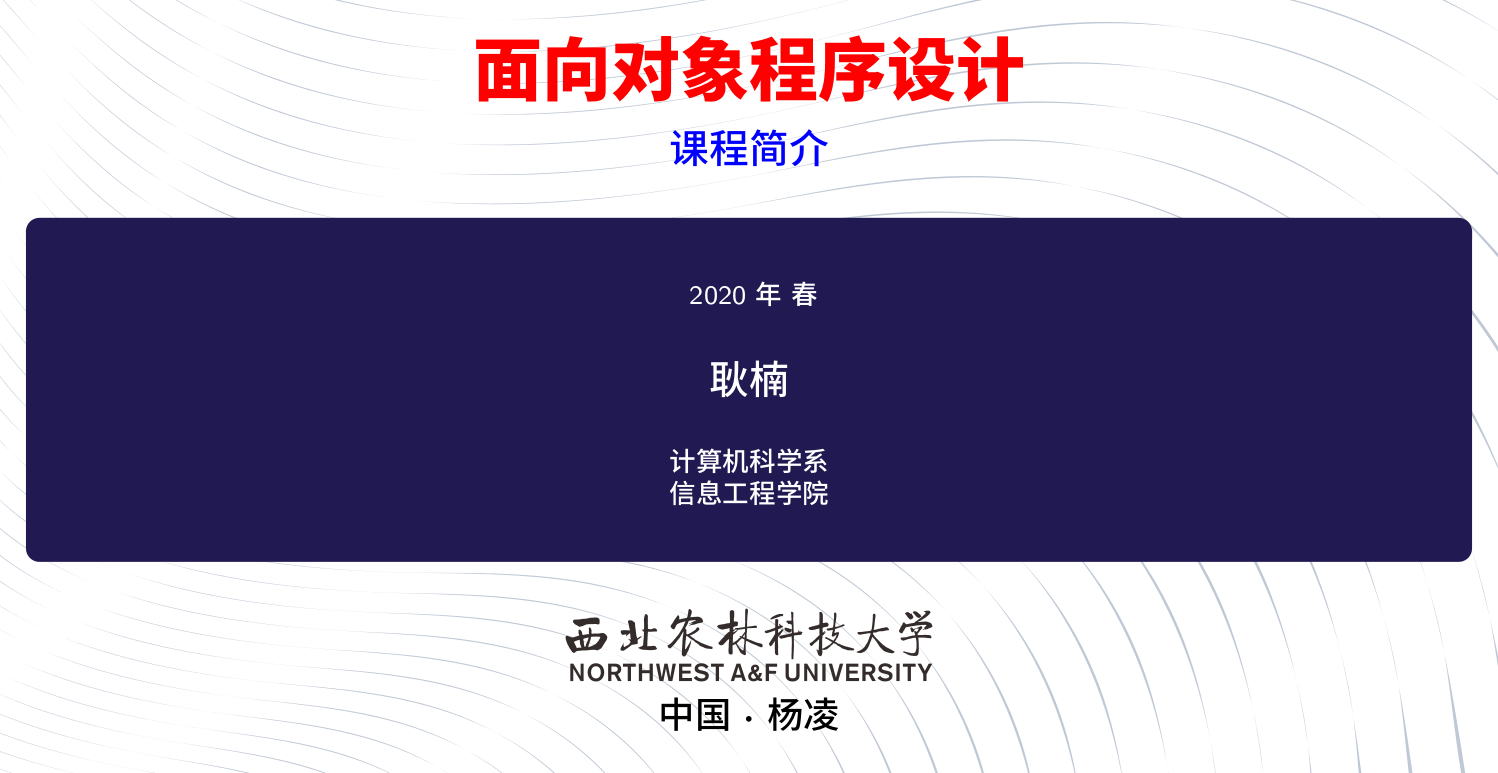 面向对象程序设计
课程简介
2020 年 春
耿楠
计算机科学系
信息工程学院
西北农林科技大学
NORTHWEST A&F UNIVERSITY
中国 · 杨凌